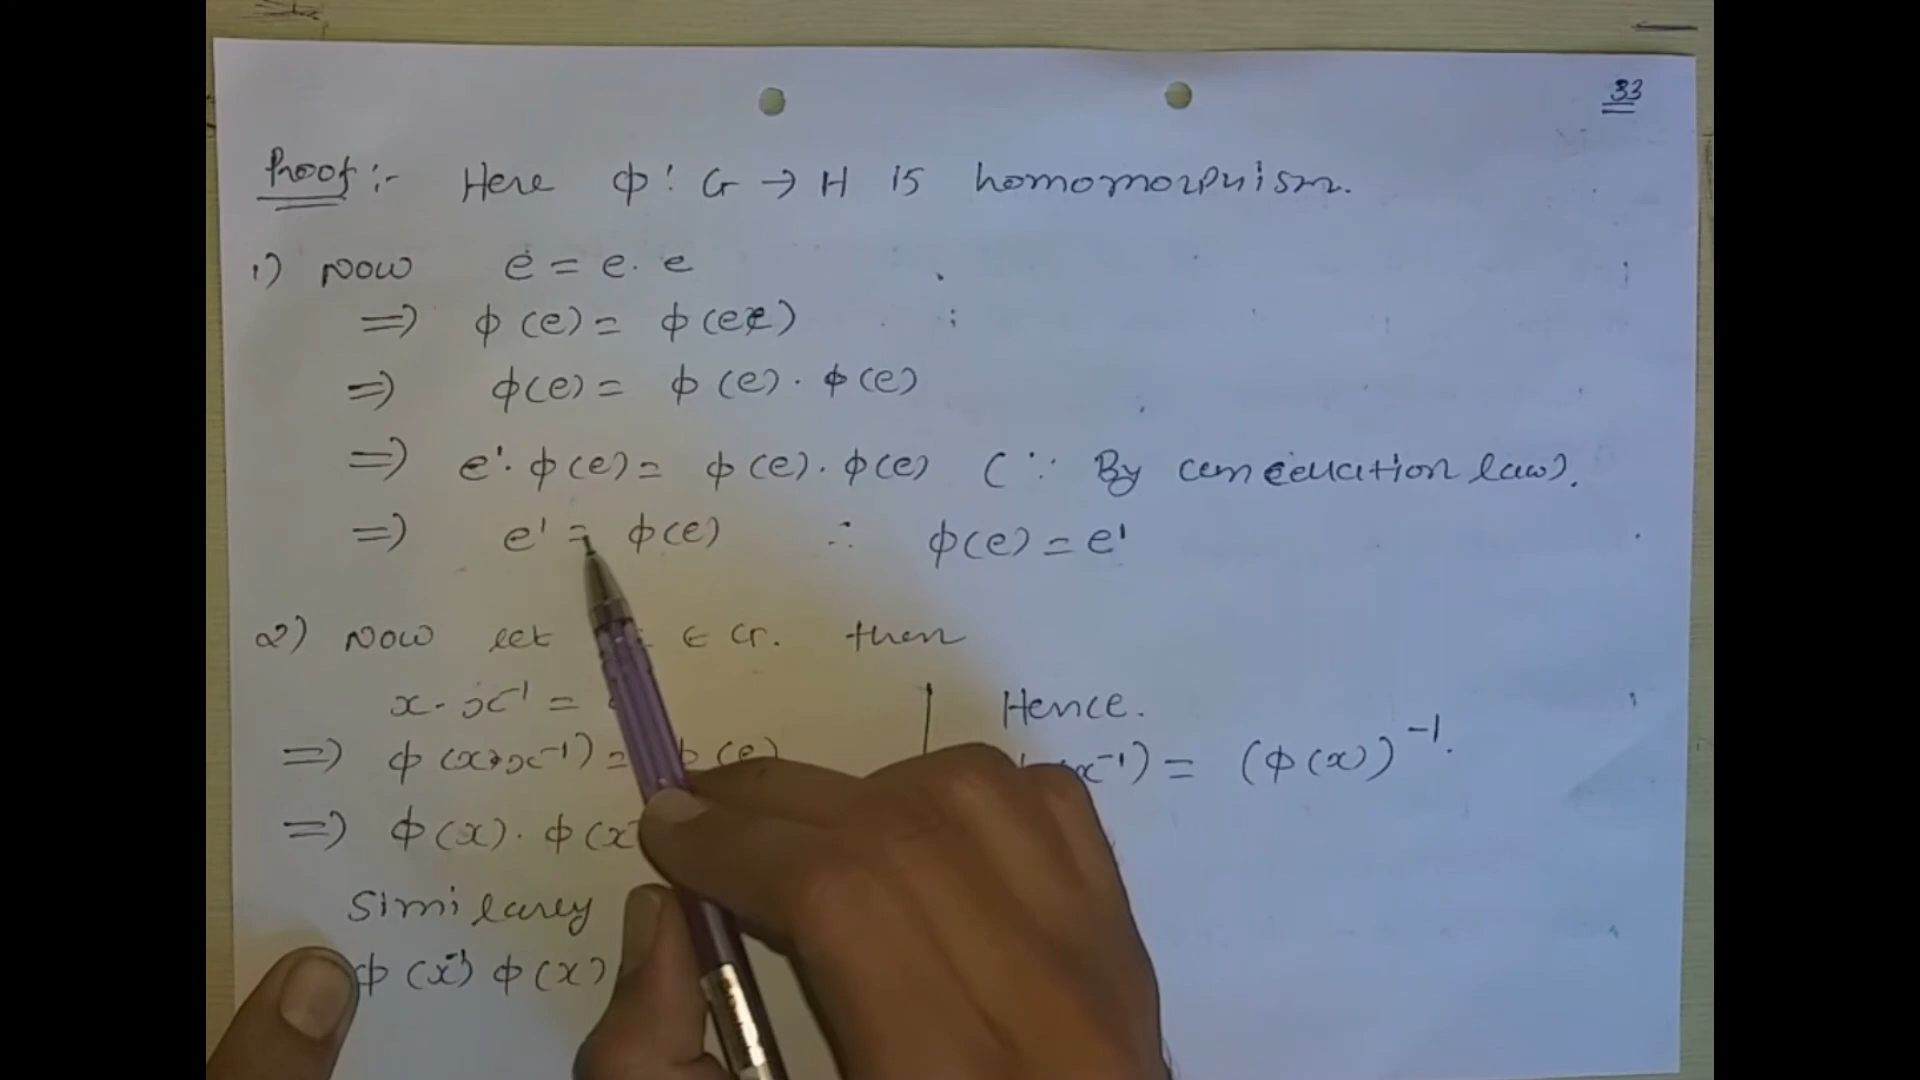 33
Proof :- Here ϕ : G → H is homomorphism.
1) Now e = e. e
=> ϕ (e) = ϕ (ee)
=> ϕ(e) = ϕ (e) . ϕ(e)
=> e'. ϕ(e) = ϕ(e) . ϕ(e) (∵ By cancellation law).
=> e' = ϕ(e) ∴ ϕ(e) = e'
2) Now let ∈ G. then
x . x⁻¹ =
=> ϕ (x.x⁻¹) = ϕ(e)
=> ϕ(x) . ϕ(x
Similarly
ϕ(x⁻¹) ϕ(x)
Hence.
x⁻¹) = (ϕ(x))⁻¹.